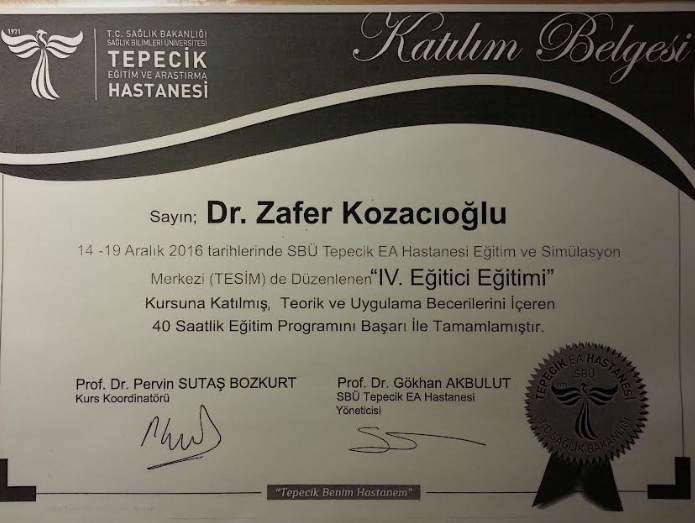 1921
T.C. SAĞLIK BAKANLIĞI
SAĞLIK BİLİMLERİ ÜNİVERSİTESİ
TEPECİK
EĞİTİM VE ARAŞTIRMA
HASTANESİ
Katılım Belgesi
Sayın; Dr. Zafer Kozacıoğlu
14 -19 Aralık 2016 tarihlerinde SBÜ Tepecik EA Hastanesi Eğitim ve Simülasyon
Merkezi (TESİM) de Düzenlenen "IV. Eğitici Eğitimi"
Kursuna Katılmış, Teorik ve Uygulama Becerilerini İçeren
40 Saatlik Eğitim Programını Başarı İle Tamamlamıştır.
Prof. Dr. Pervin SUTAŞ BOZKURT
Kurs Koordinatörü
Prof. Dr. Gökhan AKBULUT
SBÜ Tepecik EA Hastanesi
Yöneticisi
TEPECİK EA HASTANESİ
SBÜ
T.C. SAĞLIK BAKANLIĞI
"Tepecik Benim Hastanem"